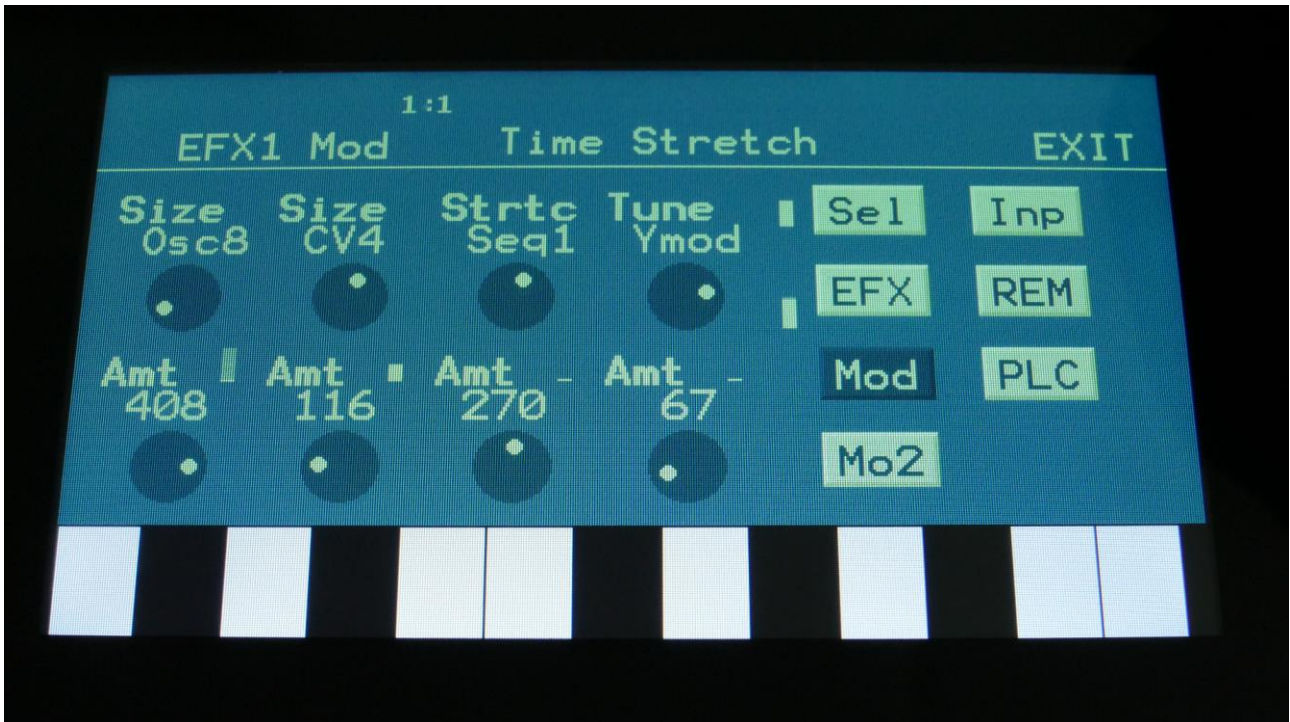 1:1
EFX1 Mod Time Stretch EXIT
Size Size Strtc Tune Sel Inp
Osc8 CV4 Seq1 Ymod
EFX REM
Amt Amt Amt Amt Mod PLC
408 116 270 67
Mo2